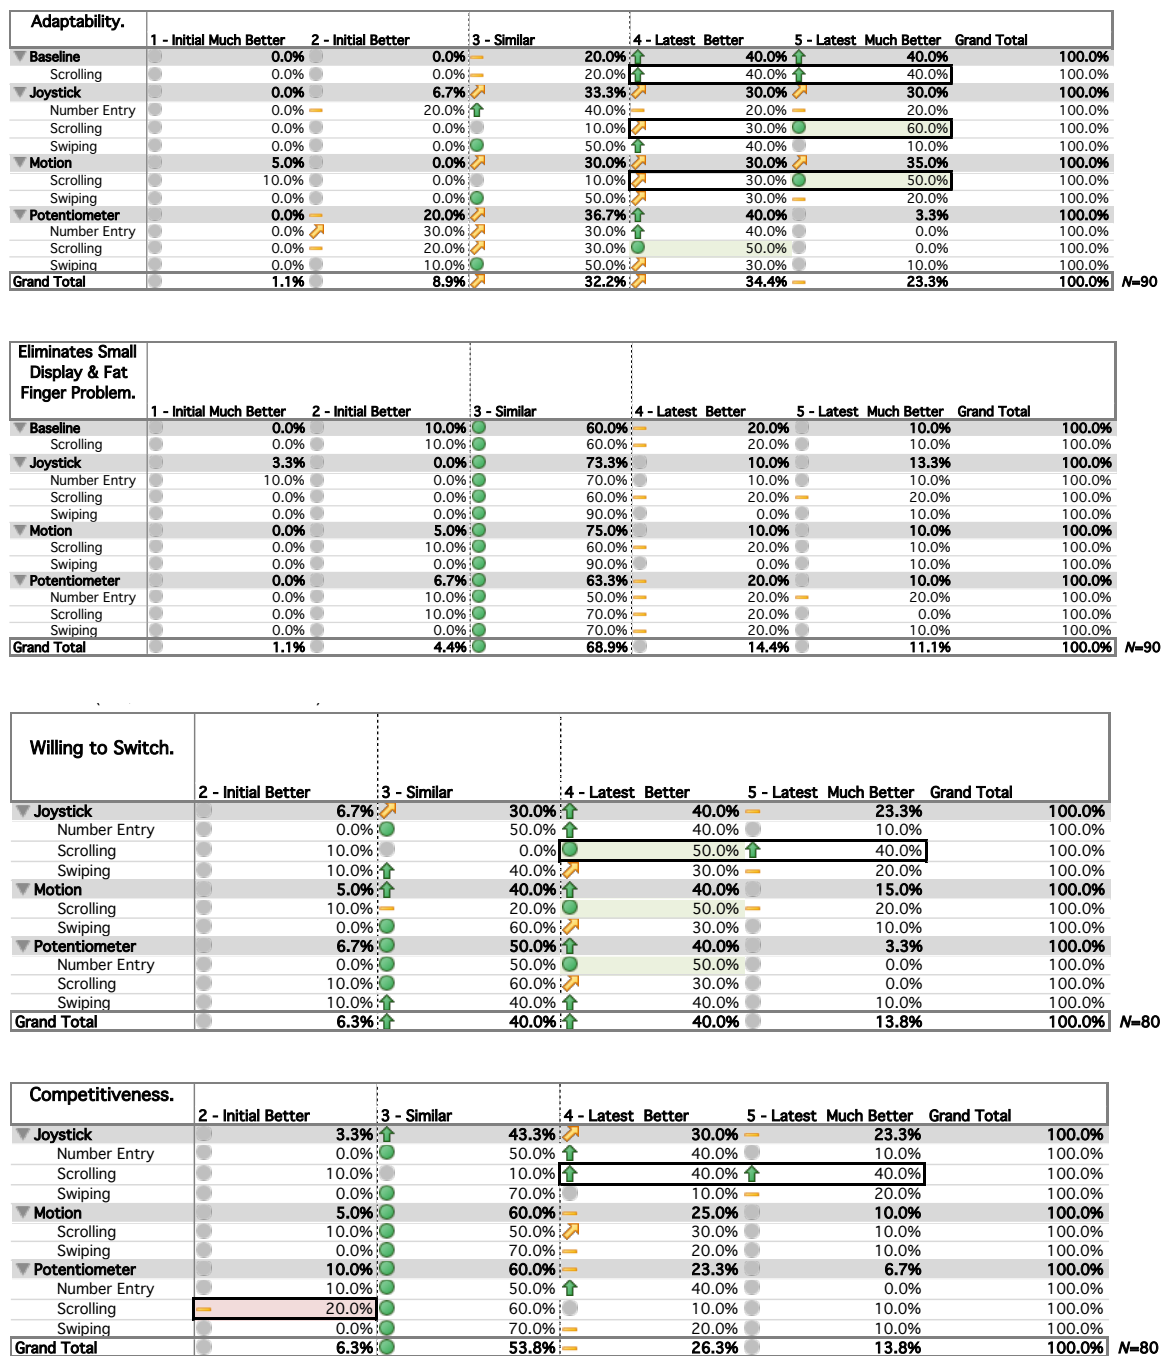 Adaptability.
1 - Initial Much Better 2 - Initial Better 3 - Similar 4 - Latest Better 5 - Latest Much Better Grand Total
Baseline 0.0% 0.0% 20.0% 40.0% 40.0% 100.0%
Scrolling 0.0% 0.0% 20.0% 40.0% 40.0% 100.0%
Joystick 0.0% 6.7% 33.3% 30.0% 30.0% 100.0%
Number Entry 0.0% 20.0% 40.0% 20.0% 20.0% 100.0%
Scrolling 0.0% 0.0% 10.0% 30.0% 60.0% 100.0%
Swiping 0.0% 0.0% 50.0% 40.0% 10.0% 100.0%
Motion 5.0% 0.0% 30.0% 30.0% 35.0% 100.0%
Scrolling 10.0% 0.0% 10.0% 30.0% 50.0% 100.0%
Swiping 0.0% 0.0% 50.0% 30.0% 20.0% 100.0%
Potentiometer 0.0% 20.0% 36.7% 40.0% 3.3% 100.0%
Number Entry 0.0% 30.0% 30.0% 40.0% 0.0% 100.0%
Scrolling 0.0% 20.0% 30.0% 50.0% 0.0% 100.0%
Swiping 0.0% 10.0% 50.0% 30.0% 10.0% 100.0%
Grand Total 1.1% 8.9% 32.2% 34.4% 23.3% 100.0% N=90
Eliminates Small
Display & Fat
Finger Problem.
1 - Initial Much Better 2 - Initial Better 3 - Similar 4 - Latest Better 5 - Latest Much Better Grand Total
Baseline 0.0% 10.0% 60.0% 20.0% 10.0% 100.0%
Scrolling 0.0% 10.0% 60.0% 20.0% 10.0% 100.0%
Joystick 3.3% 0.0% 73.3% 10.0% 13.3% 100.0%
Number Entry 10.0% 0.0% 70.0% 10.0% 10.0% 100.0%
Scrolling 0.0% 0.0% 60.0% 20.0% 20.0% 100.0%
Swiping 0.0% 0.0% 90.0% 0.0% 10.0% 100.0%
Motion 0.0% 5.0% 75.0% 10.0% 10.0% 100.0%
Scrolling 0.0% 10.0% 60.0% 20.0% 10.0% 100.0%
Swiping 0.0% 0.0% 90.0% 0.0% 10.0% 100.0%
Potentiometer 0.0% 6.7% 63.3% 20.0% 10.0% 100.0%
Number Entry 0.0% 10.0% 50.0% 20.0% 20.0% 100.0%
Scrolling 0.0% 10.0% 70.0% 20.0% 0.0% 100.0%
Swiping 0.0% 0.0% 70.0% 20.0% 10.0% 100.0%
Grand Total 1.1% 4.4% 68.9% 14.4% 11.1% 100.0% N=90
Willing to Switch.
2 - Initial Better 3 - Similar 4 - Latest Better 5 - Latest Much Better Grand Total
Joystick 6.7% 30.0% 40.0% 23.3% 100.0%
Number Entry 0.0% 50.0% 40.0% 10.0% 100.0%
Scrolling 10.0% 0.0% 50.0% 40.0% 100.0%
Swiping 10.0% 40.0% 30.0% 20.0% 100.0%
Motion 5.0% 40.0% 40.0% 15.0% 100.0%
Scrolling 10.0% 20.0% 50.0% 20.0% 100.0%
Swiping 0.0% 60.0% 30.0% 10.0% 100.0%
Potentiometer 6.7% 50.0% 40.0% 3.3% 100.0%
Number Entry 0.0% 50.0% 50.0% 0.0% 100.0%
Scrolling 10.0% 60.0% 30.0% 0.0% 100.0%
Swiping 10.0% 40.0% 40.0% 10.0% 100.0%
Grand Total 6.3% 40.0% 40.0% 13.8% 100.0% N=80
Competitiveness.
2 - Initial Better 3 - Similar 4 - Latest Better 5 - Latest Much Better Grand Total
Joystick 3.3% 43.3% 30.0% 23.3% 100.0%
Number Entry 0.0% 50.0% 40.0% 10.0% 100.0%
Scrolling 10.0% 10.0% 40.0% 40.0% 100.0%
Swiping 0.0% 70.0% 10.0% 20.0% 100.0%
Motion 5.0% 60.0% 25.0% 10.0% 100.0%
Scrolling 10.0% 50.0% 30.0% 10.0% 100.0%
Swiping 0.0% 70.0% 20.0% 10.0% 100.0%
Potentiometer 10.0% 60.0% 23.3% 6.7% 100.0%
Number Entry 10.0% 50.0% 40.0% 0.0% 100.0%
Scrolling 20.0% 60.0% 10.0% 10.0% 100.0%
Swiping 0.0% 70.0% 20.0% 10.0% 100.0%
Grand Total 6.3% 53.8% 26.3% 13.8% 100.0% N=80